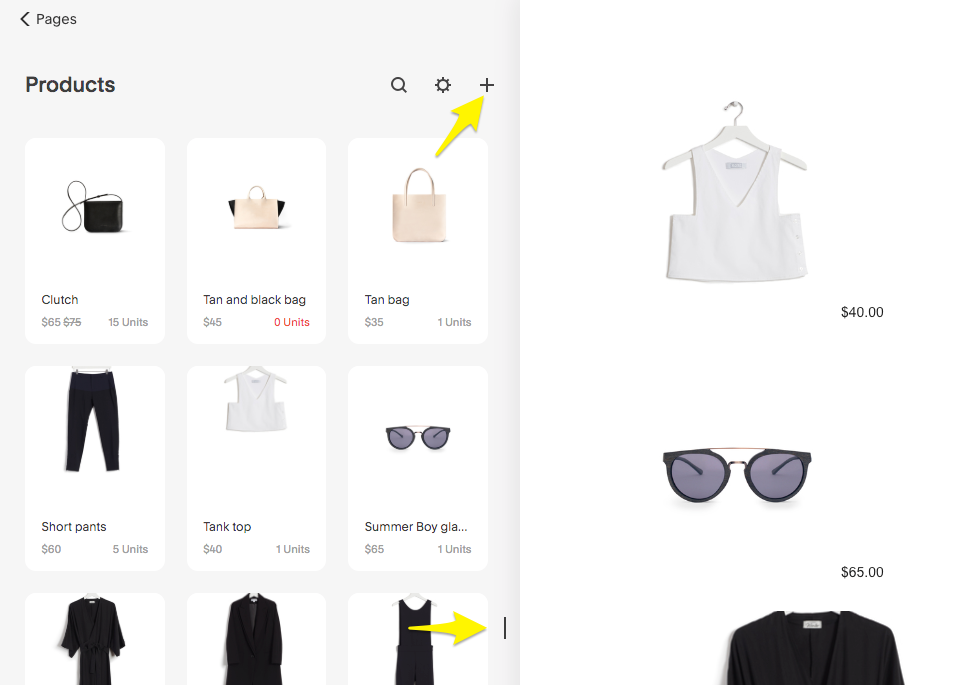 Pages
Products
Clutch
$65 $75 15 Units
Tan and black bag
$45 0 Units
Tan bag
$35 1 Units
Short pants
$60 5 Units
Tank top
$40 1 Units
Summer Boy gla...
$65 1 Units
$40.00
$65.00